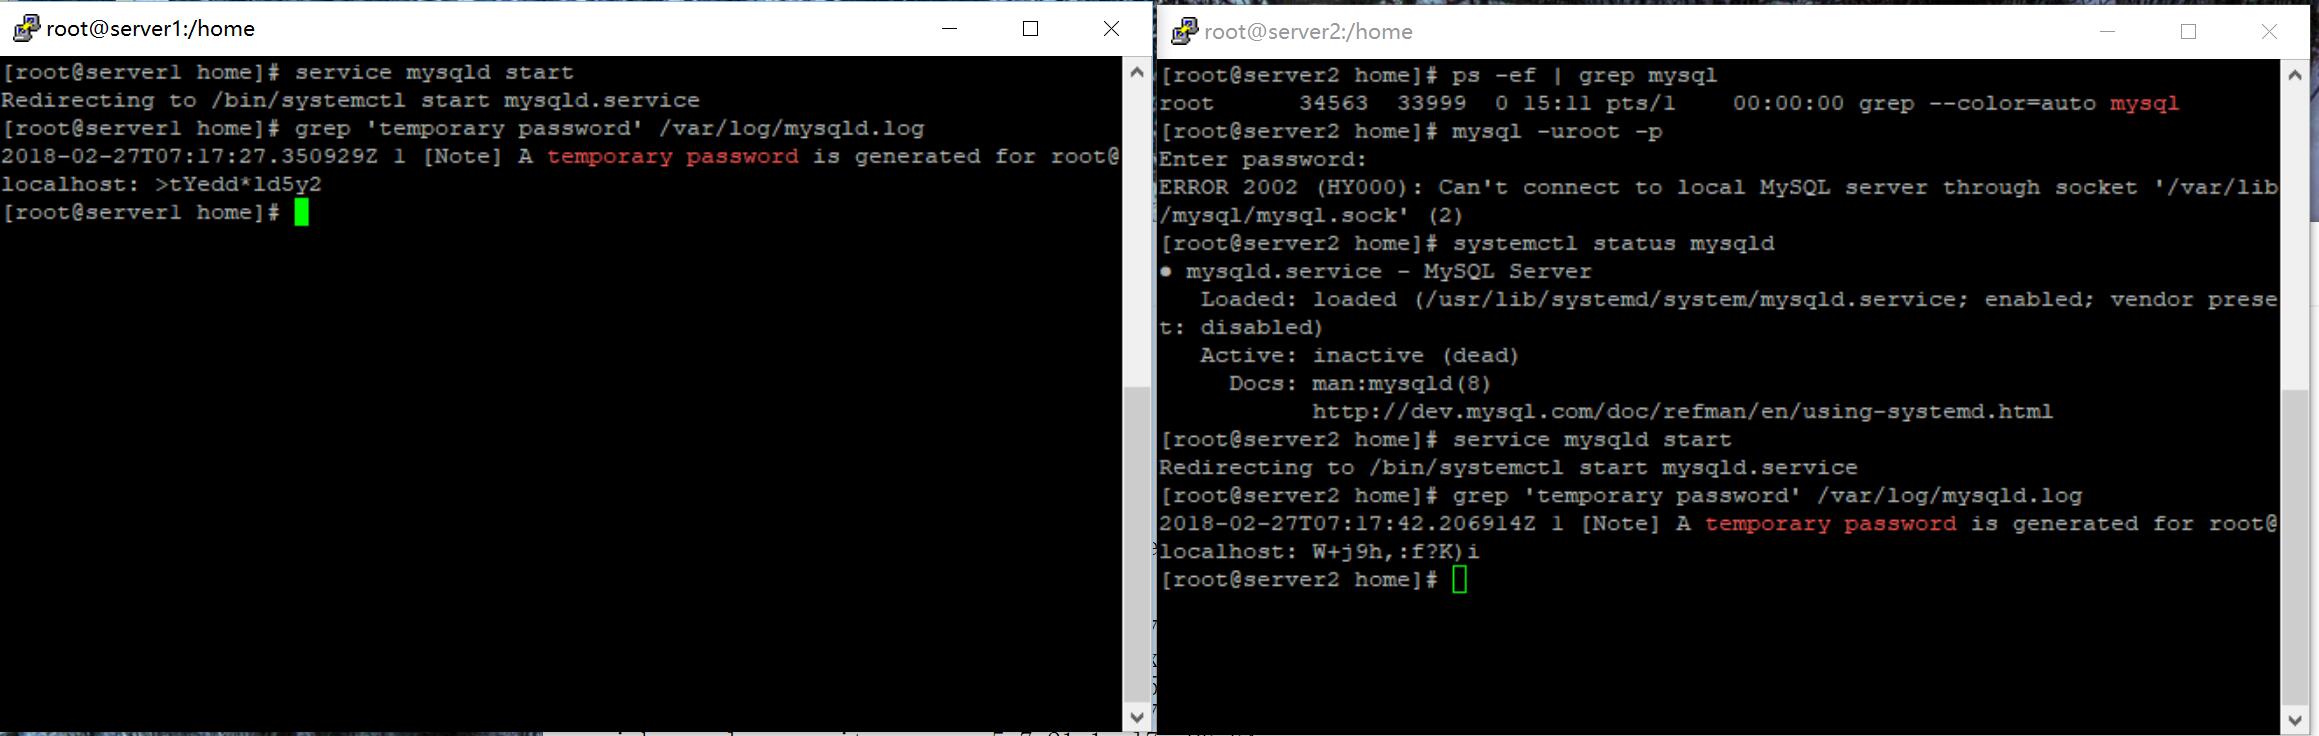 root@server1:/home
[root@server1 home]# service mysqld start
Redirecting to /bin/systemctl start mysqld.service
[root@server1 home]# grep 'temporary password' /var/log/mysqld.log
2018-02-27T07:17:27.350929Z 1 [Note] A temporary password is generated for root@
localhost: >tYedd*ld5y2
[root@server1 home]#
root@server2:/home
[root@server2 home]# ps -ef | grep mysql
root      34563  33999  0 15:11 pts/1    00:00:00 grep --color=auto mysql
[root@server2 home]# mysql -uroot -p
Enter password:
ERROR 2002 (HY000): Can't connect to local MySQL server through socket '/var/lib
/mysql/mysql.sock' (2)
[root@server2 home]# systemctl status mysqld
● mysqld.service - MySQL Server
   Loaded: loaded (/usr/lib/systemd/system/mysqld.service; enabled; vendor prese
t: disabled)
   Active: inactive (dead)
     Docs: man:mysqld(8)
           http://dev.mysql.com/doc/refman/en/using-systemd.html
[root@server2 home]# service mysqld start
Redirecting to /bin/systemctl start mysqld.service
[root@server2 home]# grep 'temporary password' /var/log/mysqld.log
2018-02-27T07:17:42.206914Z 1 [Note] A temporary password is generated for root@
localhost: W+j9h,:f?K)i
[root@server2 home]#